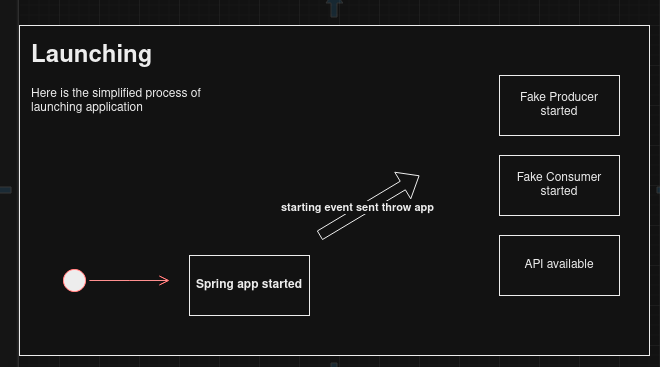 Launching
Here is the simplified process of
launching application
Fake Producer
started
Fake Consumer
started
starting event sent throw app
API available
Spring app started